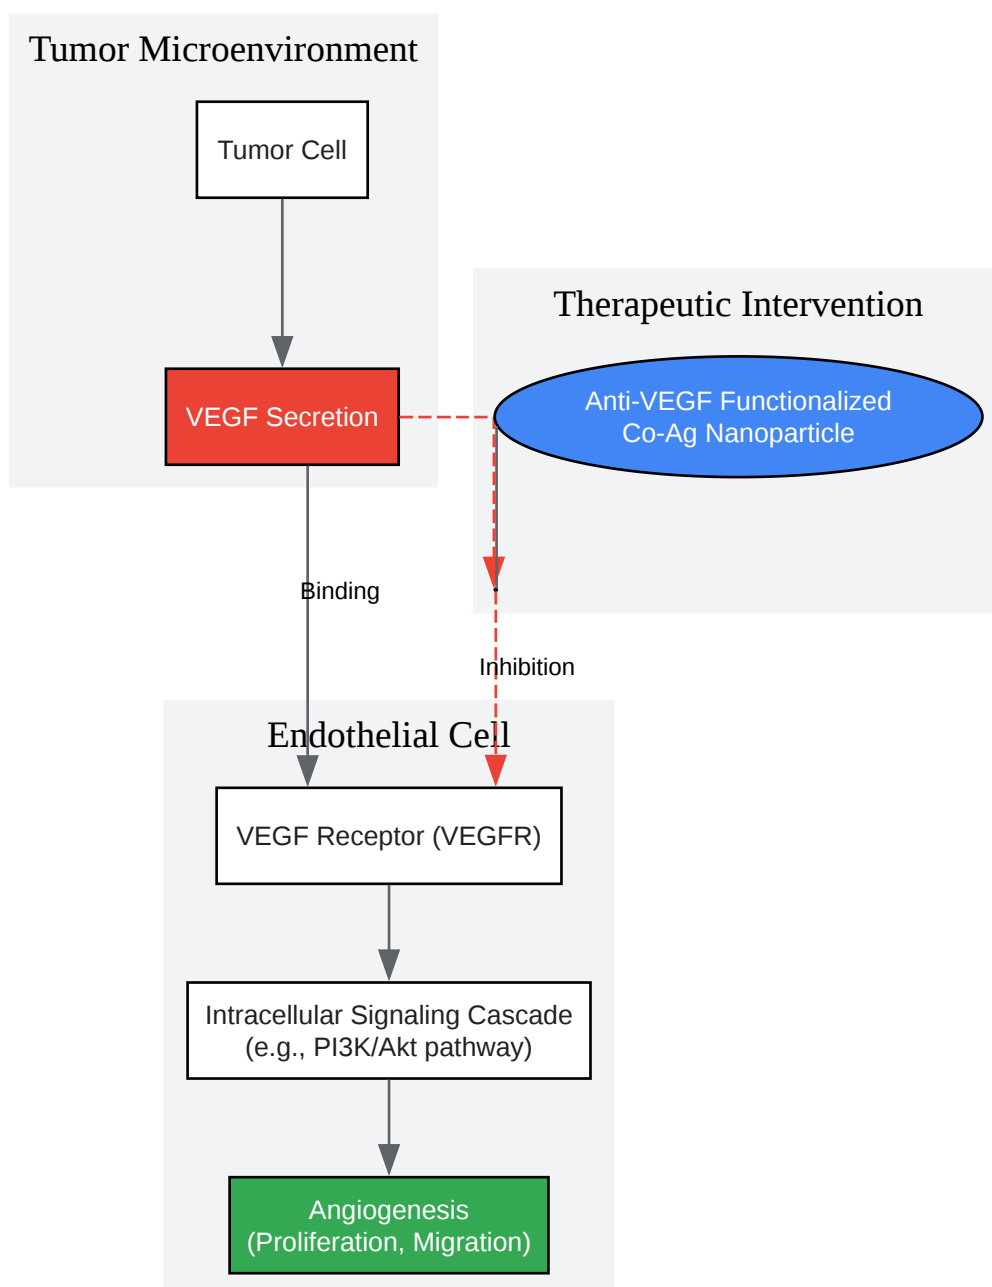 Tumor Microenvironment
Tumor Cell
Therapeutic Intervention
VEGF Secretion
Anti-VEGF Functionalized
Co-Ag Nanoparticle
Binding
Inhibition
Endothelial Cell
VEGF Receptor (VEGFR)
Intracellular Signaling Cascade
(e.g., PI3K/Akt pathway)
Angiogenesis
(Proliferation, Migration)